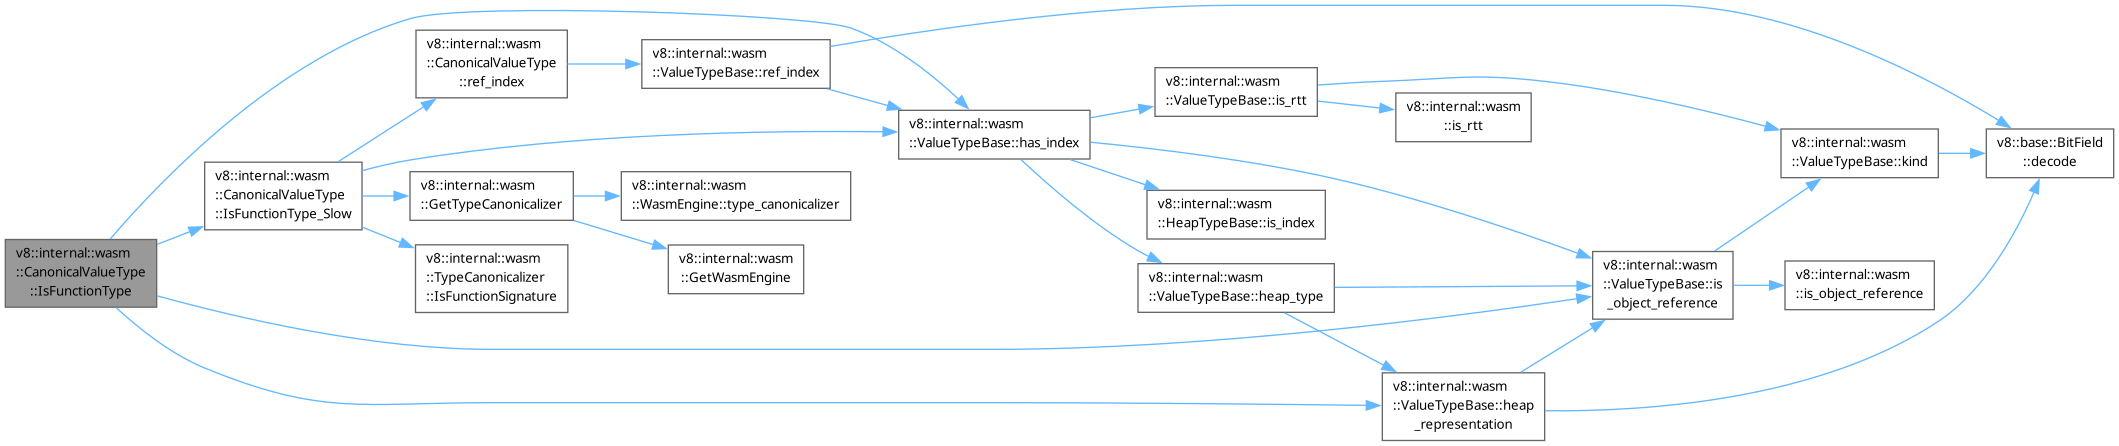 v8::internal::wasm
::CanonicalValueType
::IsFunctionType
v8::internal::wasm
::CanonicalValueType
::IsFunctionType_Slow
v8::internal::wasm
::CanonicalValueType
::ref_index
v8::internal::wasm
::GetTypeCanonicalizer
v8::internal::wasm
::TypeCanonicalizer
::IsFunctionSignature
v8::internal::wasm
::ValueTypeBase::ref_index
v8::internal::wasm
::WasmEngine::type_canonicalizer
v8::internal::wasm
::GetWasmEngine
v8::internal::wasm
::ValueTypeBase::has_index
v8::internal::wasm
::ValueTypeBase::is_rtt
v8::internal::wasm
::HeapTypeBase::is_index
v8::internal::wasm
::ValueTypeBase::heap_type
v8::internal::wasm
::is_rtt
v8::internal::wasm
::ValueTypeBase::heap
_representation
v8::internal::wasm
::ValueTypeBase::is
_object_reference
v8::internal::wasm
::ValueTypeBase::kind
v8::internal::wasm
::is_object_reference
v8::base::BitField
::decode